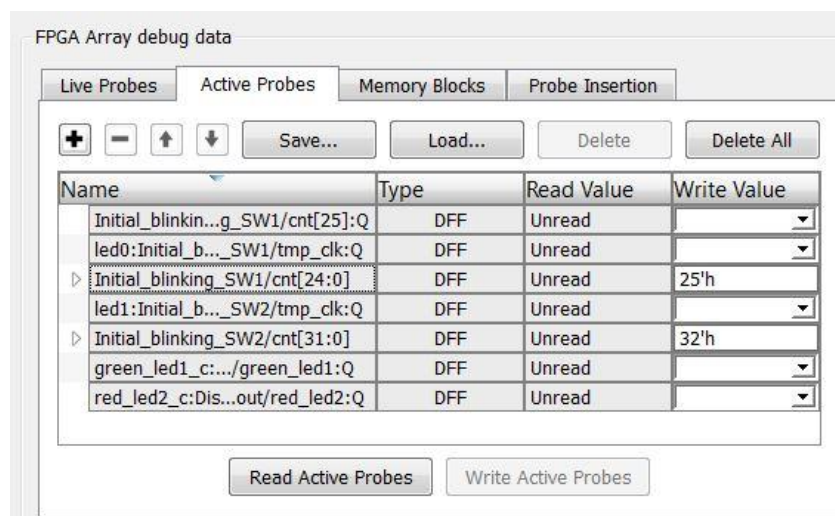 FPGA Array debug data
Live Probes Active Probes Memory Blocks Probe Insertion
Save... Load... Delete Delete All
Name Type Read Value Write Value
Initial_blinkin...g_SW1/cnt[25]:Q DFF Unread
led0:Initial_b..._SW1/tmp_clk:Q DFF Unread
Initial_blinking_SW1/cnt[24:0] DFF Unread 25'h
led1:Initial_b..._SW2/tmp_clk:Q DFF Unread
Initial_blinking_SW2/cnt[31:0] DFF Unread 32'h
green_led1_c:.../green_led1:Q DFF Unread
red_led2_c:Dis...out/red_led2:Q DFF Unread
Read Active Probes Write Active Probes